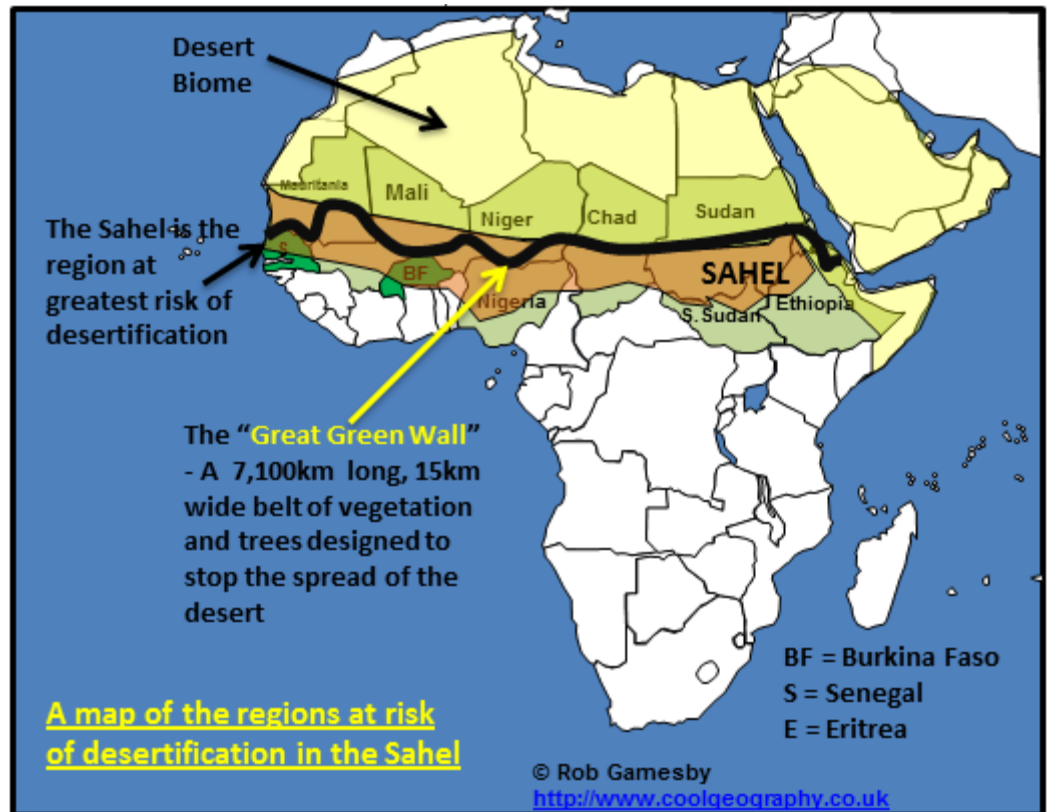 Desert
Biome
Mauritania
Mali
Niger
Chad
Sudan
The Sahel is the
region at
greatest risk of
desertification
S
BF
SAHEL
Nigeria
S. Sudan
Ethiopia
The “Great Green Wall”
- A 7,100km long, 15km
wide belt of vegetation
and trees designed to
stop the spread of the
desert
BF = Burkina Faso
S = Senegal
E = Eritrea
A map of the regions at risk
of desertification in the Sahel
© Rob Gamesby
http://www.coolgeography.co.uk